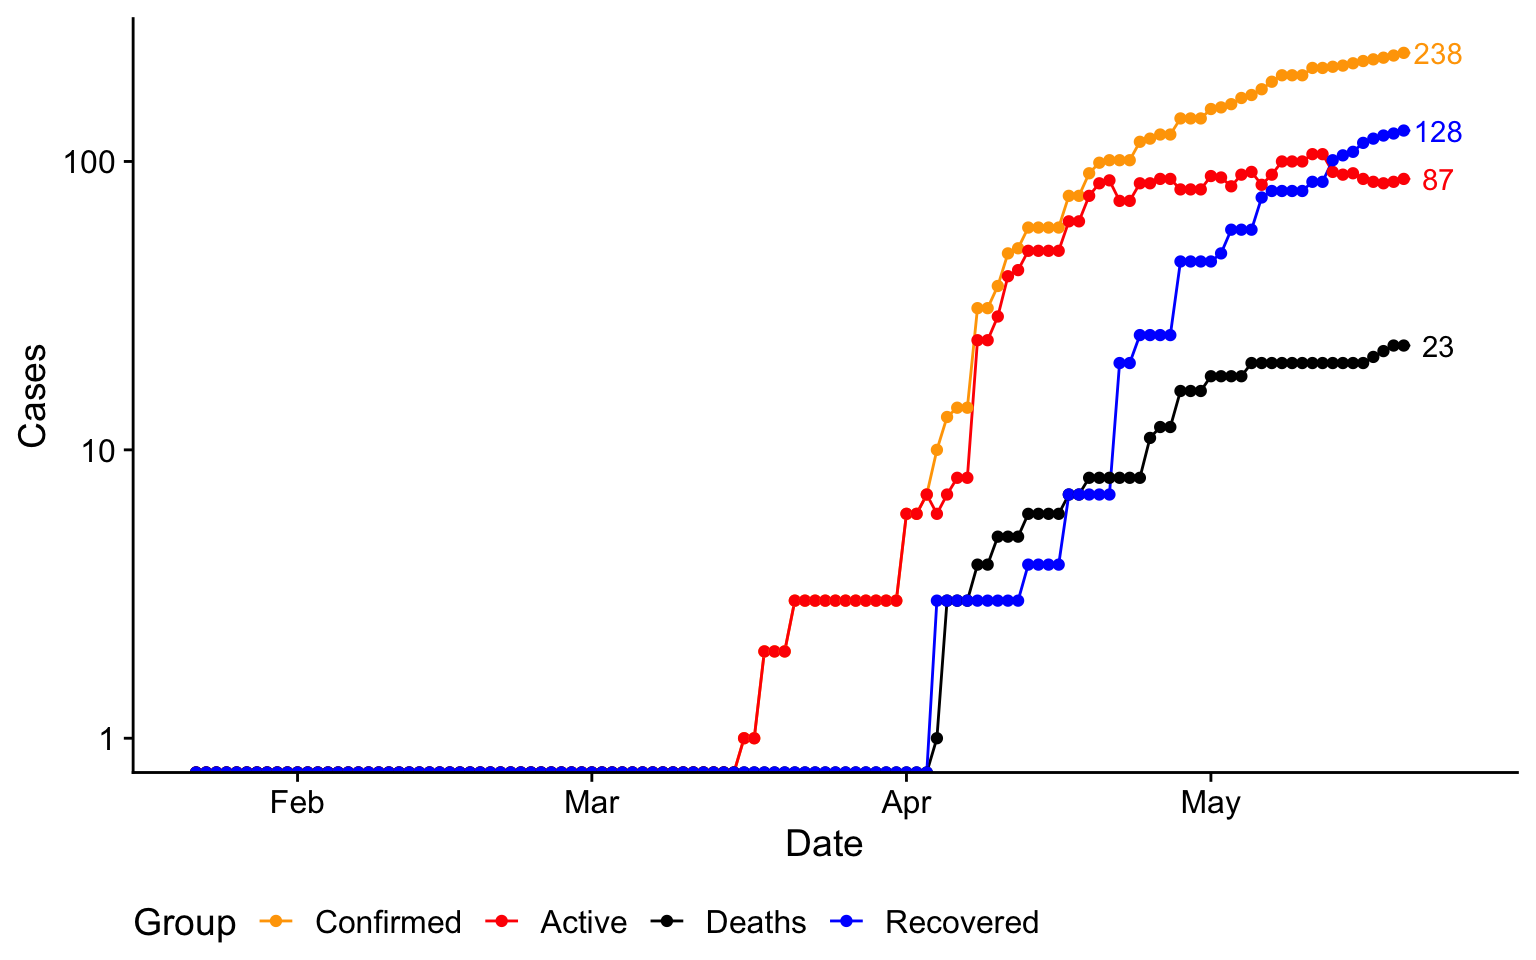 238
128
100
87
23
Cases
10
1
Feb Mar Apr May
Date
Group Confirmed Active Deaths Recovered